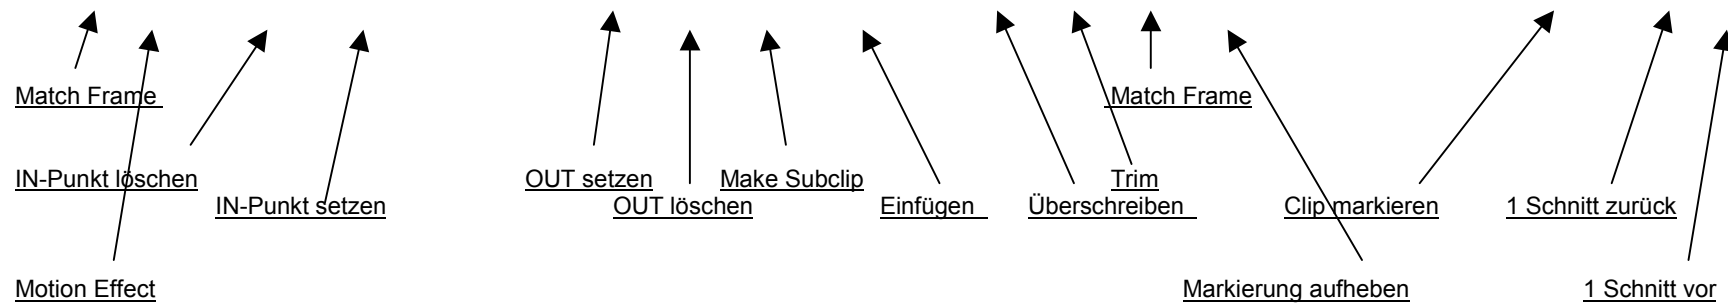 Match Frame Match Frame
IN-Punkt löschen OUT setzen Make Subclip Trim
IN-Punkt setzen OUT löschen Einfügen Überschreiben Clip markieren 1 Schnitt zurück
Motion Effect Markierung aufheben 1 Schnitt vor